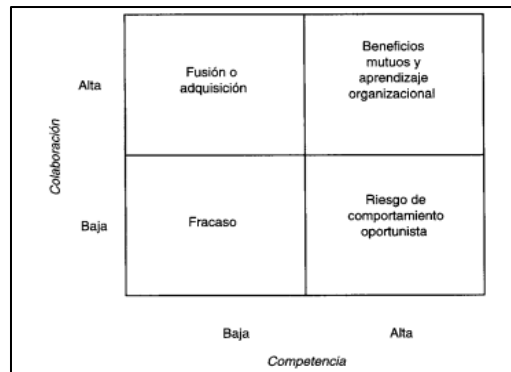 Beneficios
mutuos y
aprendizaje
organizacional
Fusión o
adquisición
Alta
Colaboración
Riesgo de
comportamiento
oportunista
Fracaso
Baja
Baja
Alta
Competencia